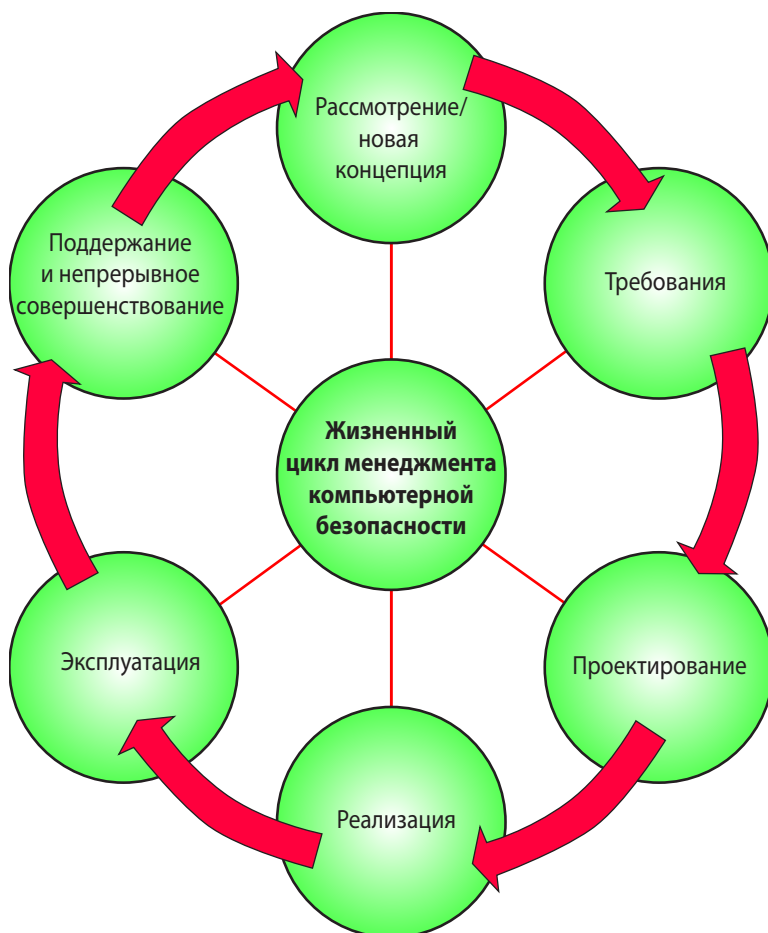 Рассмотрение/
новая
концепция
Требования
Проектирование
Реализация
Эксплуатация
Поддержание
и непрерывное
совершенствование
Жизненный
цикл менеджмента
компьютерной
безопасности